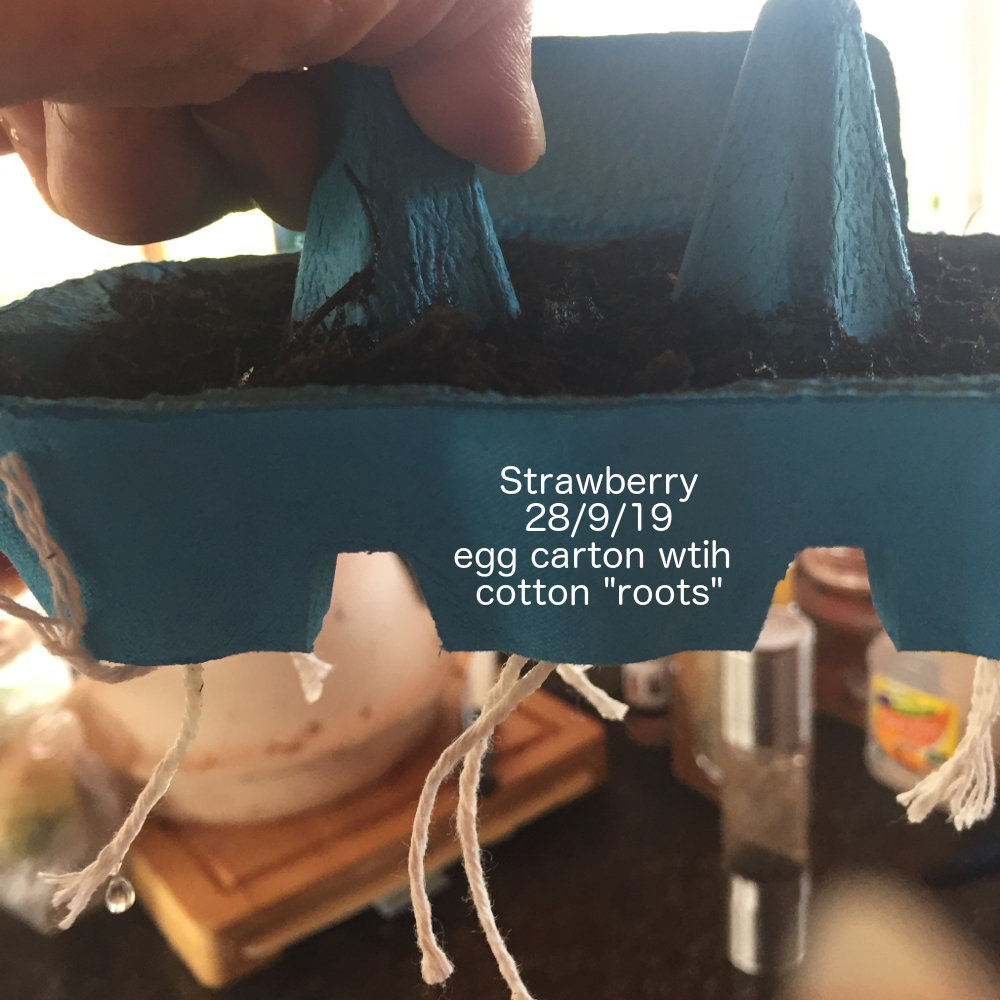 Strawberry
28/9/19
egg carton wtih
cotton "roots"